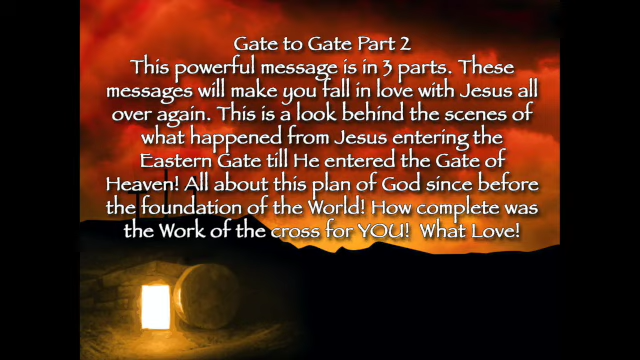 Gate to Gate Part 2
This powerful message is in 3 parts. These
messages will make you fall in love with Jesus all
over again. This is a look behind the scenes of
what happened from Jesus entering the
Eastern Gate till He entered the Gate of
Heaven! All about this plan of God since before
the foundation of the World! How complete was
the Work of the cross for YOU! What Love!